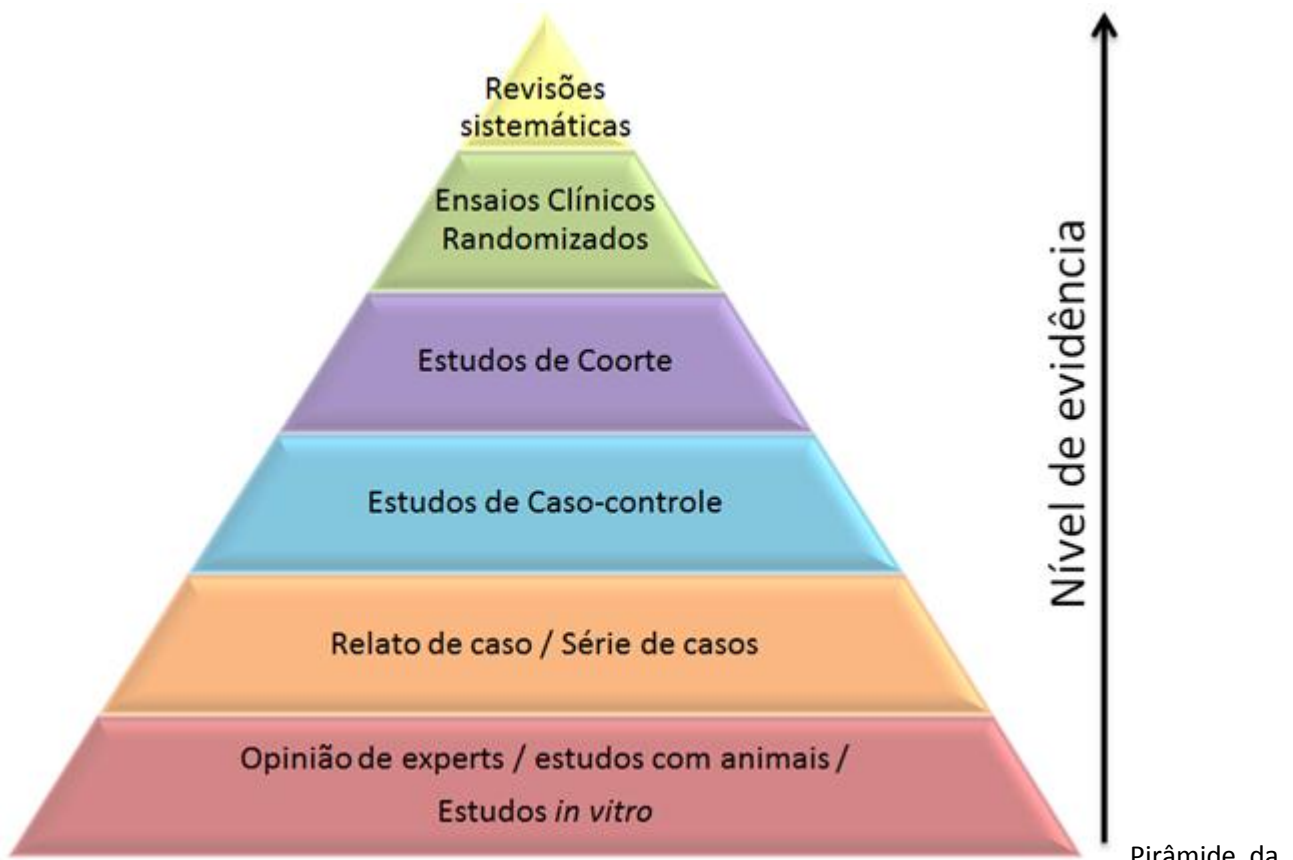 Revisões
sistemáticas
Ensaios Clínicos
Randomizados
Estudos de Coorte
Estudos de Caso-controle
Relato de caso / Série de casos
Opinião de experts / estudos com animais /
Estudos in vitro
Nível de evidência
Pirâmide da